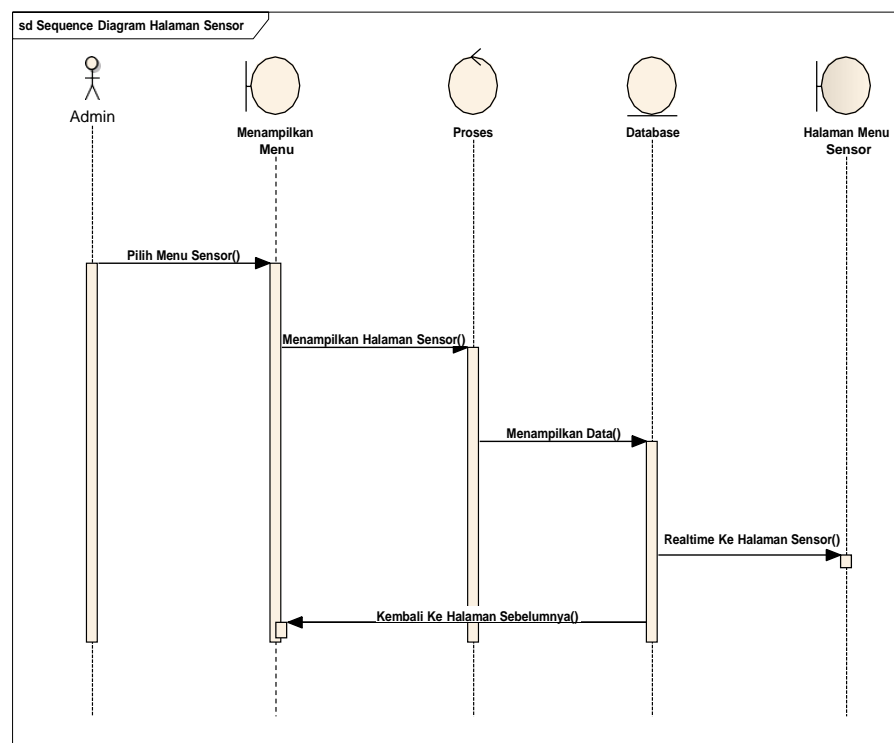 sd Sequence Diagram Halaman Sensor
Admin
Menampilkan
Menu
Proses
Database
Halaman Menu
Sensor
Pilih Menu Sensor()
Menampilkan Halaman Sensor()
Menampilkan Data()
Realtime Ke Halaman Sensor()
Kembali Ke Halaman Sebelumnya()